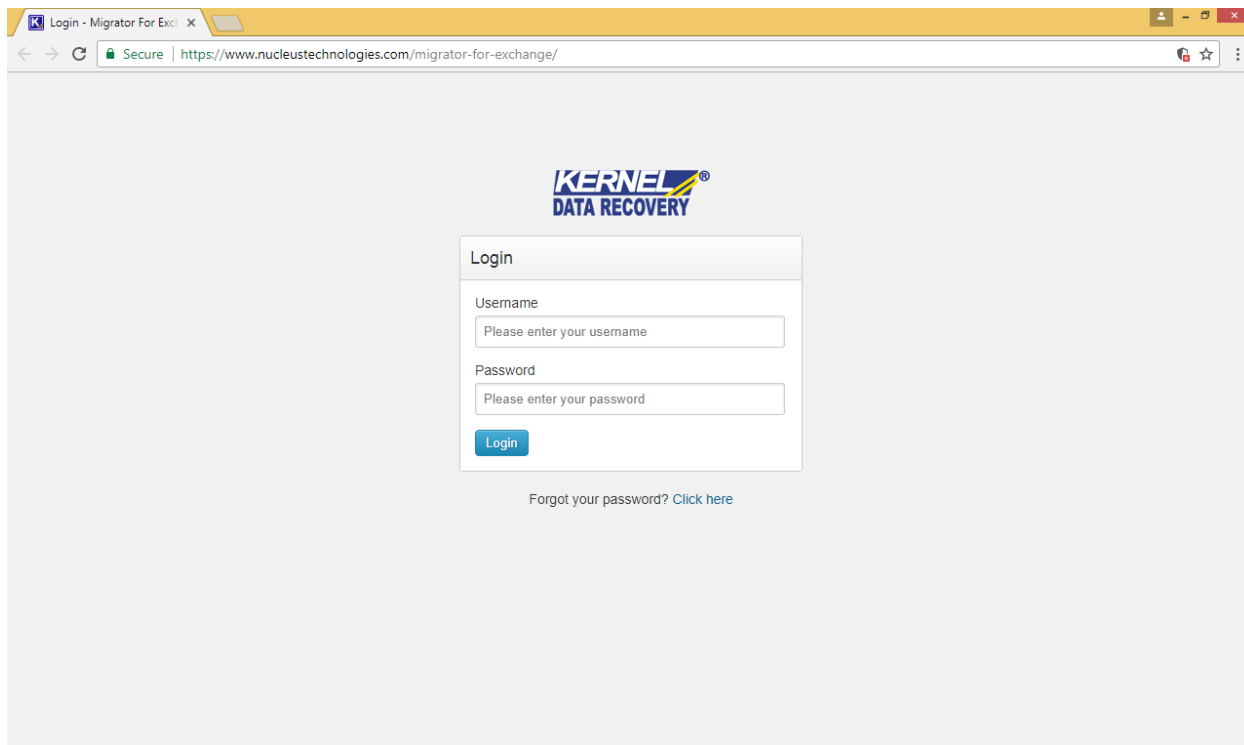 Login - Migrator For Excl
Secure | https://www.nucleustechnologies.com/migrator-for-exchange/
KERNEL®
DATA RECOVERY
Login
Username
Please enter your username
Password
Please enter your password
Login
Forgot your password? Click here